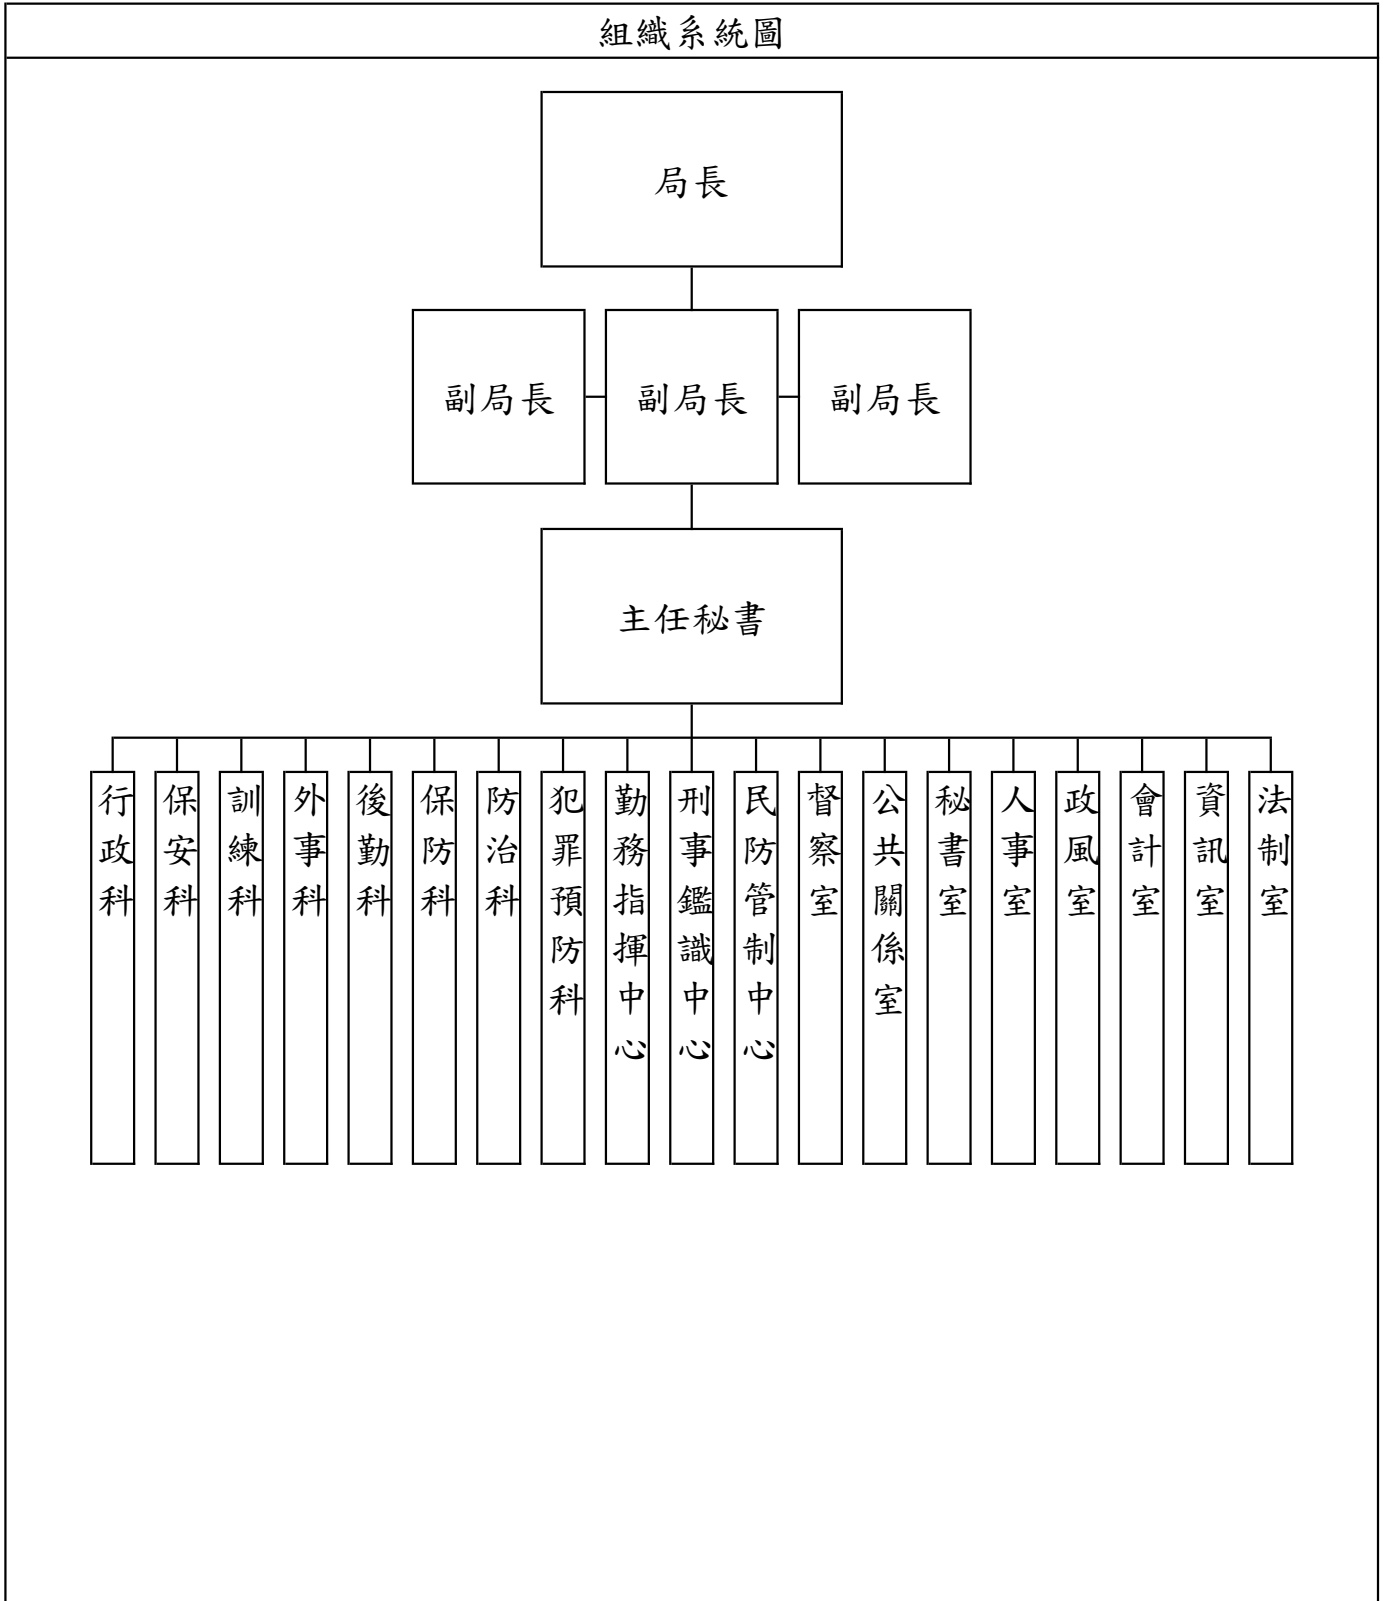 組織系統圖
局長
副局長
副局長
副局長
主任秘書
行政科
保安科
訓練科
外事科
後勤科
保防科
防治科
犯罪預防科
勤務指揮中心
刑事鑑識中心
民防管制中心
督察室
公共關係室
秘書室
人事室
政風室
會計室
資訊室
法制室